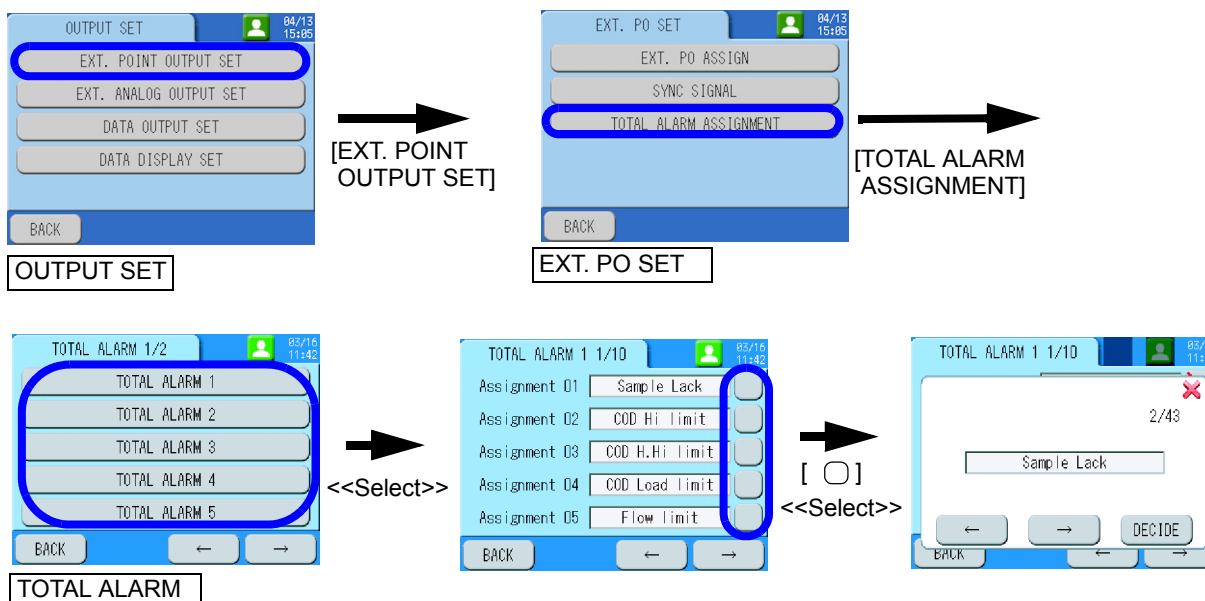 OUTPUT SET
04/13
15:05
EXT. POINT OUTPUT SET
EXT. ANALOG OUTPUT SET
DATA OUTPUT SET
DATA DISPLAY SET
BACK
OUTPUT SET
[EXT. POINT
OUTPUT SET]
EXT. PO SET
04/13
15:05
EXT. PO ASSIGN
SYNC SIGNAL
TOTAL ALARM ASSIGNMENT
BACK
EXT. PO SET
[TOTAL ALARM
ASSIGNMENT]
TOTAL ALARM 1/2
03/16
11:42
TOTAL ALARM 1
TOTAL ALARM 2
TOTAL ALARM 3
TOTAL ALARM 4
TOTAL ALARM 5
BACK ← →
TOTAL ALARM
<<Select>>
TOTAL ALARM 1 1/10
03/16
11:42
Assignment 01 Sample Lack
Assignment 02 COD Hi limit
Assignment 03 COD H.Hi limit
Assignment 04 COD Load limit
Assignment 05 Flow limit
BACK ← →
[ ▢ ]
<<Select>>
TOTAL ALARM 1 1/10
03/
11:
2/43
Sample Lack
← → DECIDE
BACK ← →